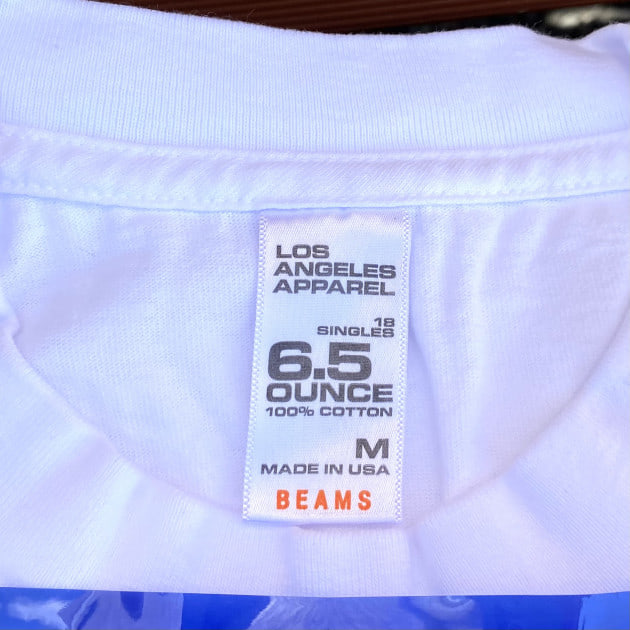 LOS
ANGELES
APPAREL
18
SINGLES
6.5
OUNCE
100% COTTON
M
MADE IN USA
BEAMS